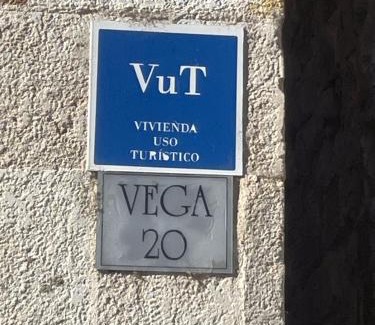 VuT
VIVIENDA
USO
TURÍSTICO
VEGA
20